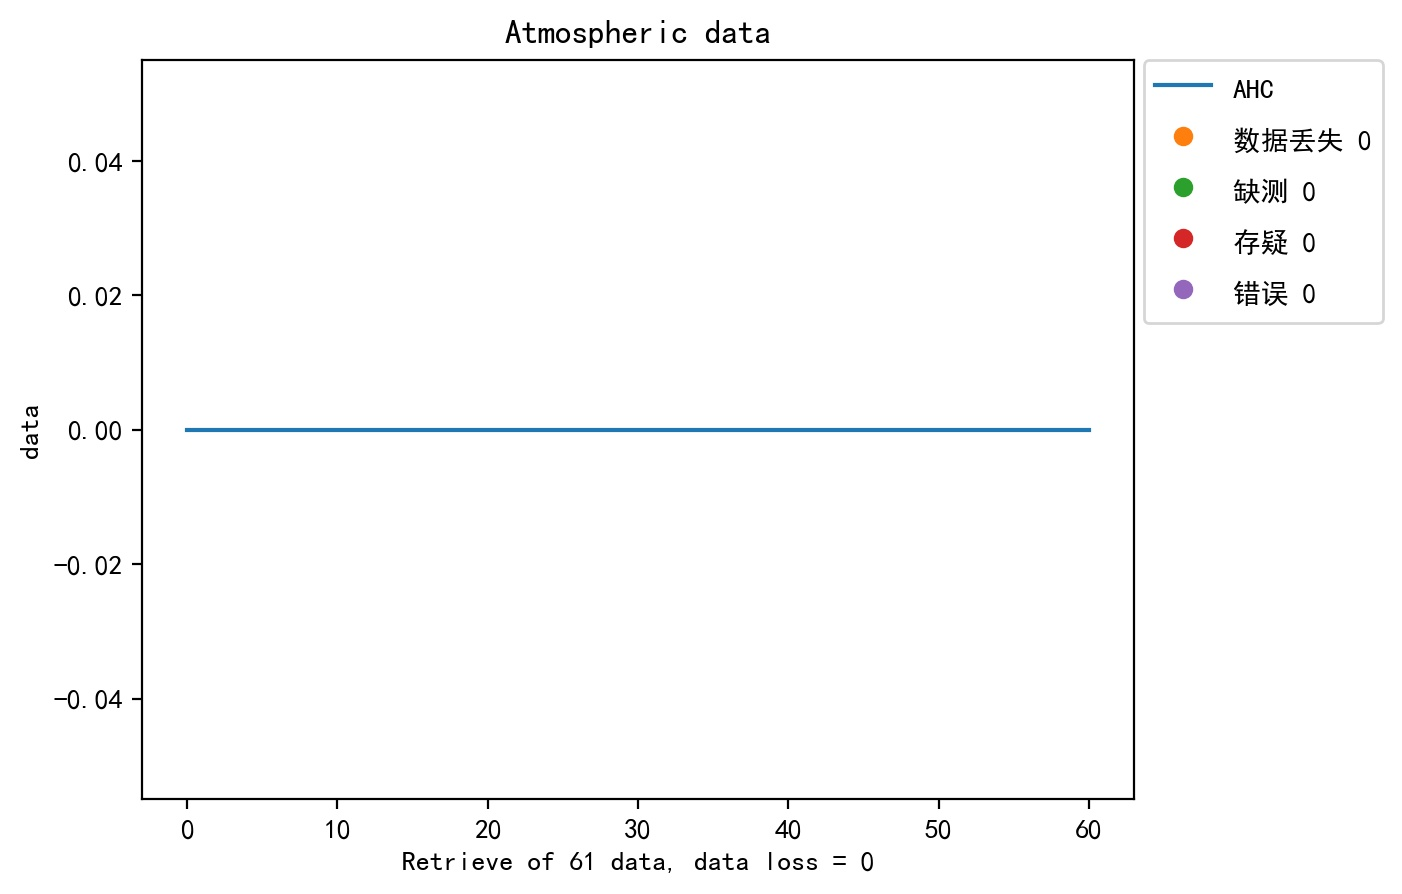 Atmospheric data
AHC
数据丢失 0
缺测 0
存疑 0
错误 0
0.04
0.02
0.00
-0.02
-0.04
data
0 10 20 30 40 50 60
Retrieve of 61 data, data loss = 0